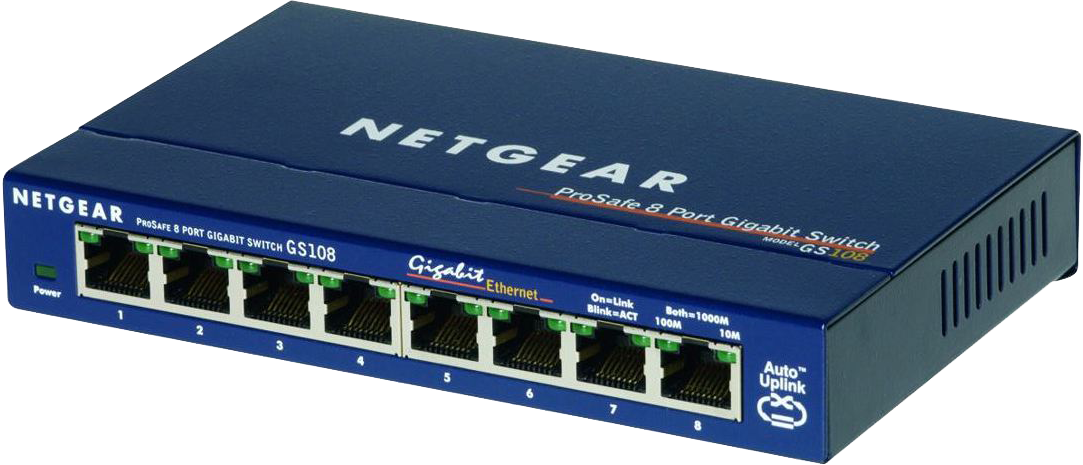 NETGEAR
ProSafe 8 Port Gigabit Switch
MODEL GS108
NETGEAR
PROSAFE 8 PORT GIGABIT SWITCH GS108
Gigabit
Ethernet
On=Link
Blink=ACT
Both=1000M
100M 10M
Power
1 2 3 4 5 6 7 8
Auto™
Uplink